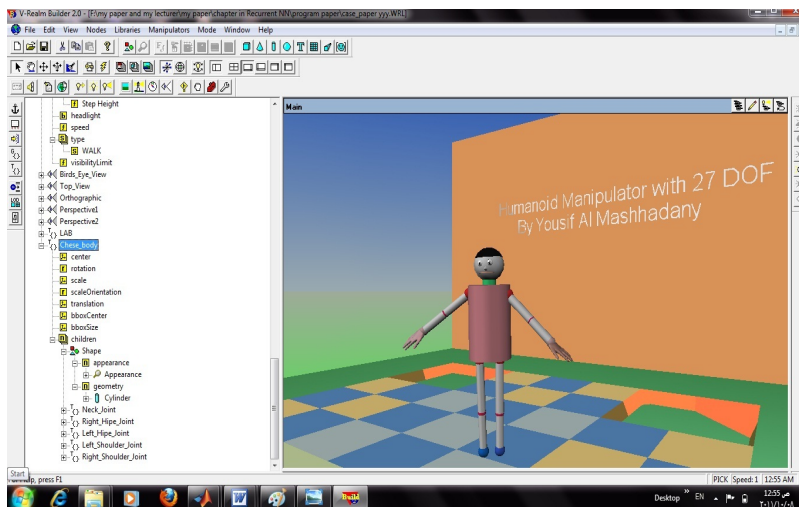 V-Realm Builder 2.0 - [F:\my paper and my lecturer\my paper\chapter in Recurrent NN\program paper\case_paper yyy.WRL]
File Edit View Nodes Libraries Manipulators Mode Window Help
Step Height
headlight
speed
type
WALK
visibilityLimit
Birds_Eye_View
Top_View
Orthographic
Perspective1
Perspective2
LAB
Chese_body
center
rotation
scale
scaleOrientation
translation
bboxCenter
bboxSize
children
Shape
appearance
Appearance
geometry
Cylinder
Neck_Joint
Right_Hipe_Joint
Left_Hipe_Joint
Left_Shoulder_Joint
Right_Shoulder_Joint
Main
Humanoid Manipulator with 27 DOF
By Yousif Al Mashhadany
Start
press F1
PICK Speed: 1 12:55 AM
Build
Desktop EN 12:55 ص